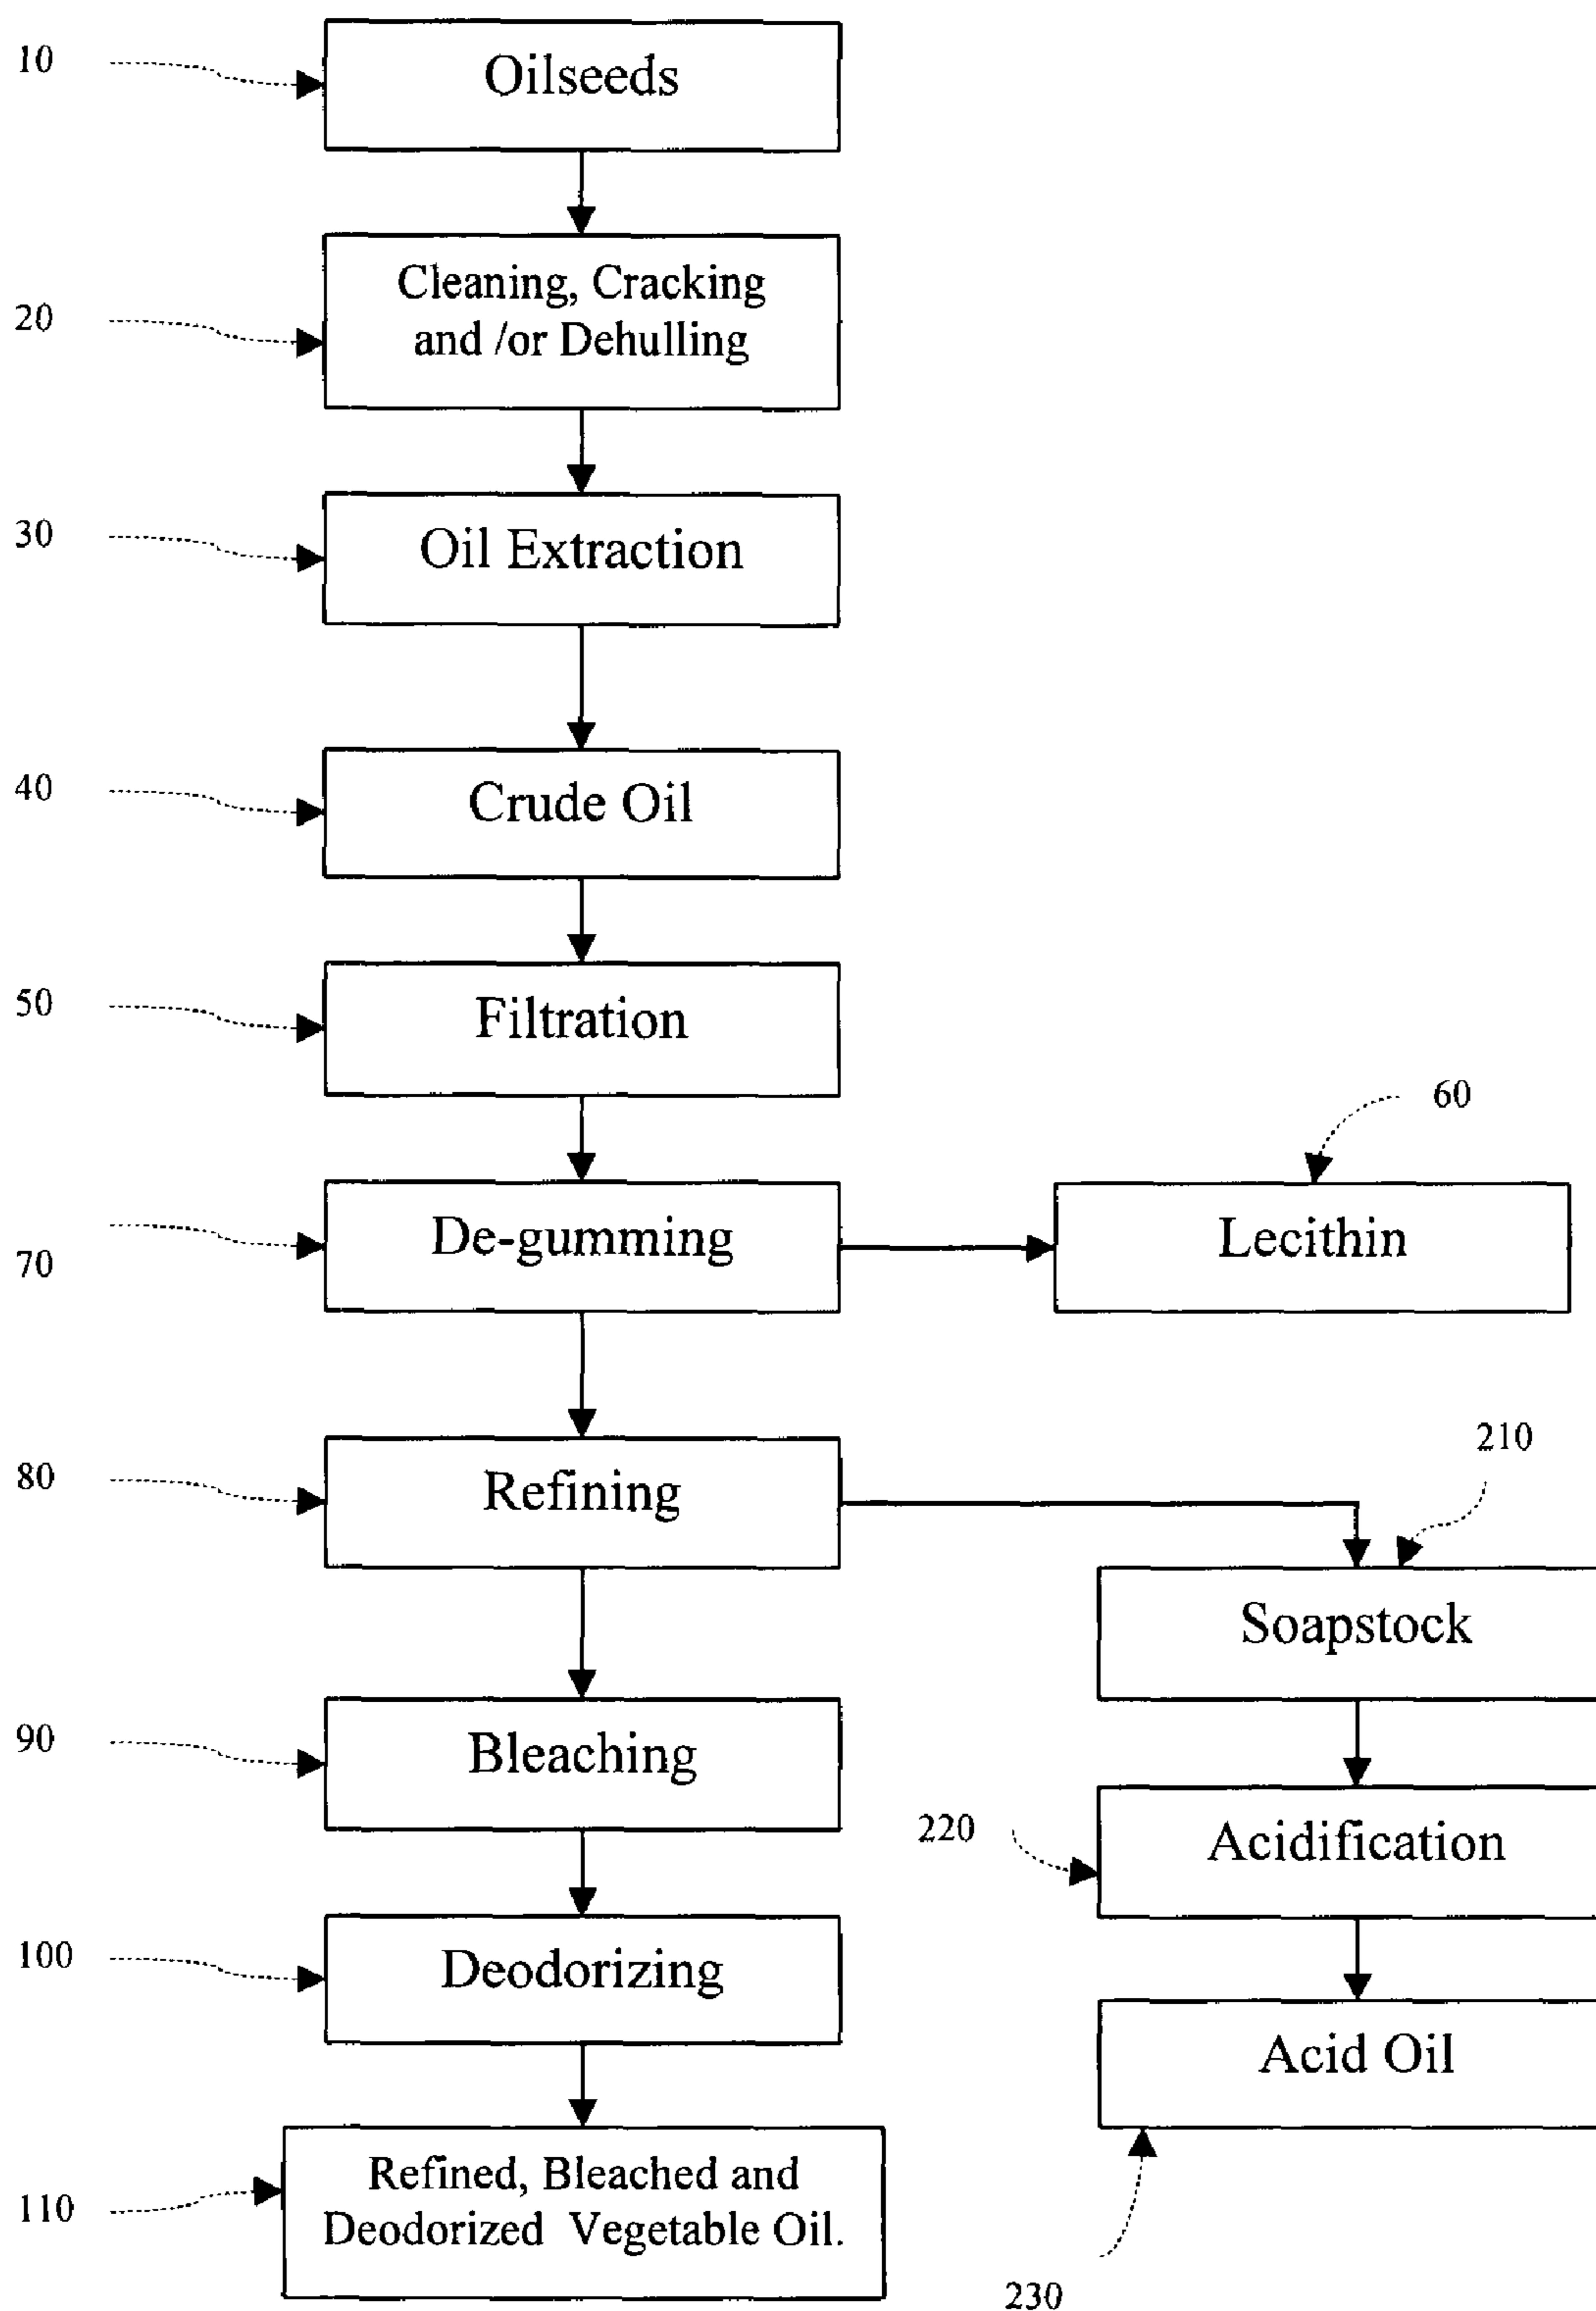 10
Oilseeds
20
Cleaning, Cracking
and /or Dehulling
30
Oil Extraction
40
Crude Oil
50
Filtration
60
70
De-gumming
Lecithin
80
Refining
210
Soapstock
90
Bleaching
220
Acidification
100
Deodorizing
Acid Oil
110
Refined, Bleached and
Deodorized Vegetable Oil.
230